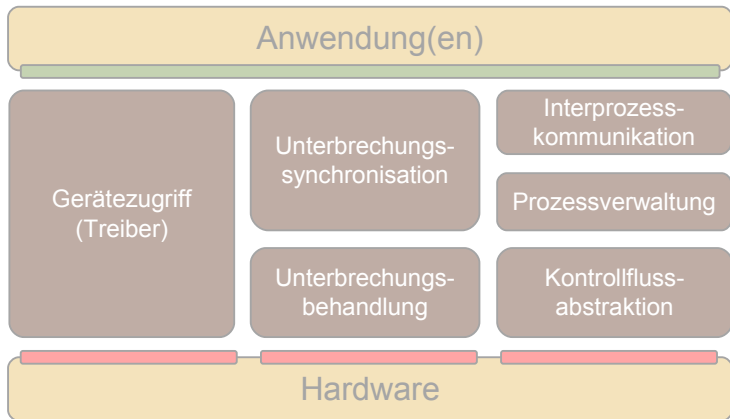 Anwendung(en)
Gerätezugriff
(Treiber)
Unterbrechungs-
synchronisation
Unterbrechungs-
behandlung
Interprozess-
kommunikation
Prozessverwaltung
Kontrollfluss-
abstraktion
Hardware